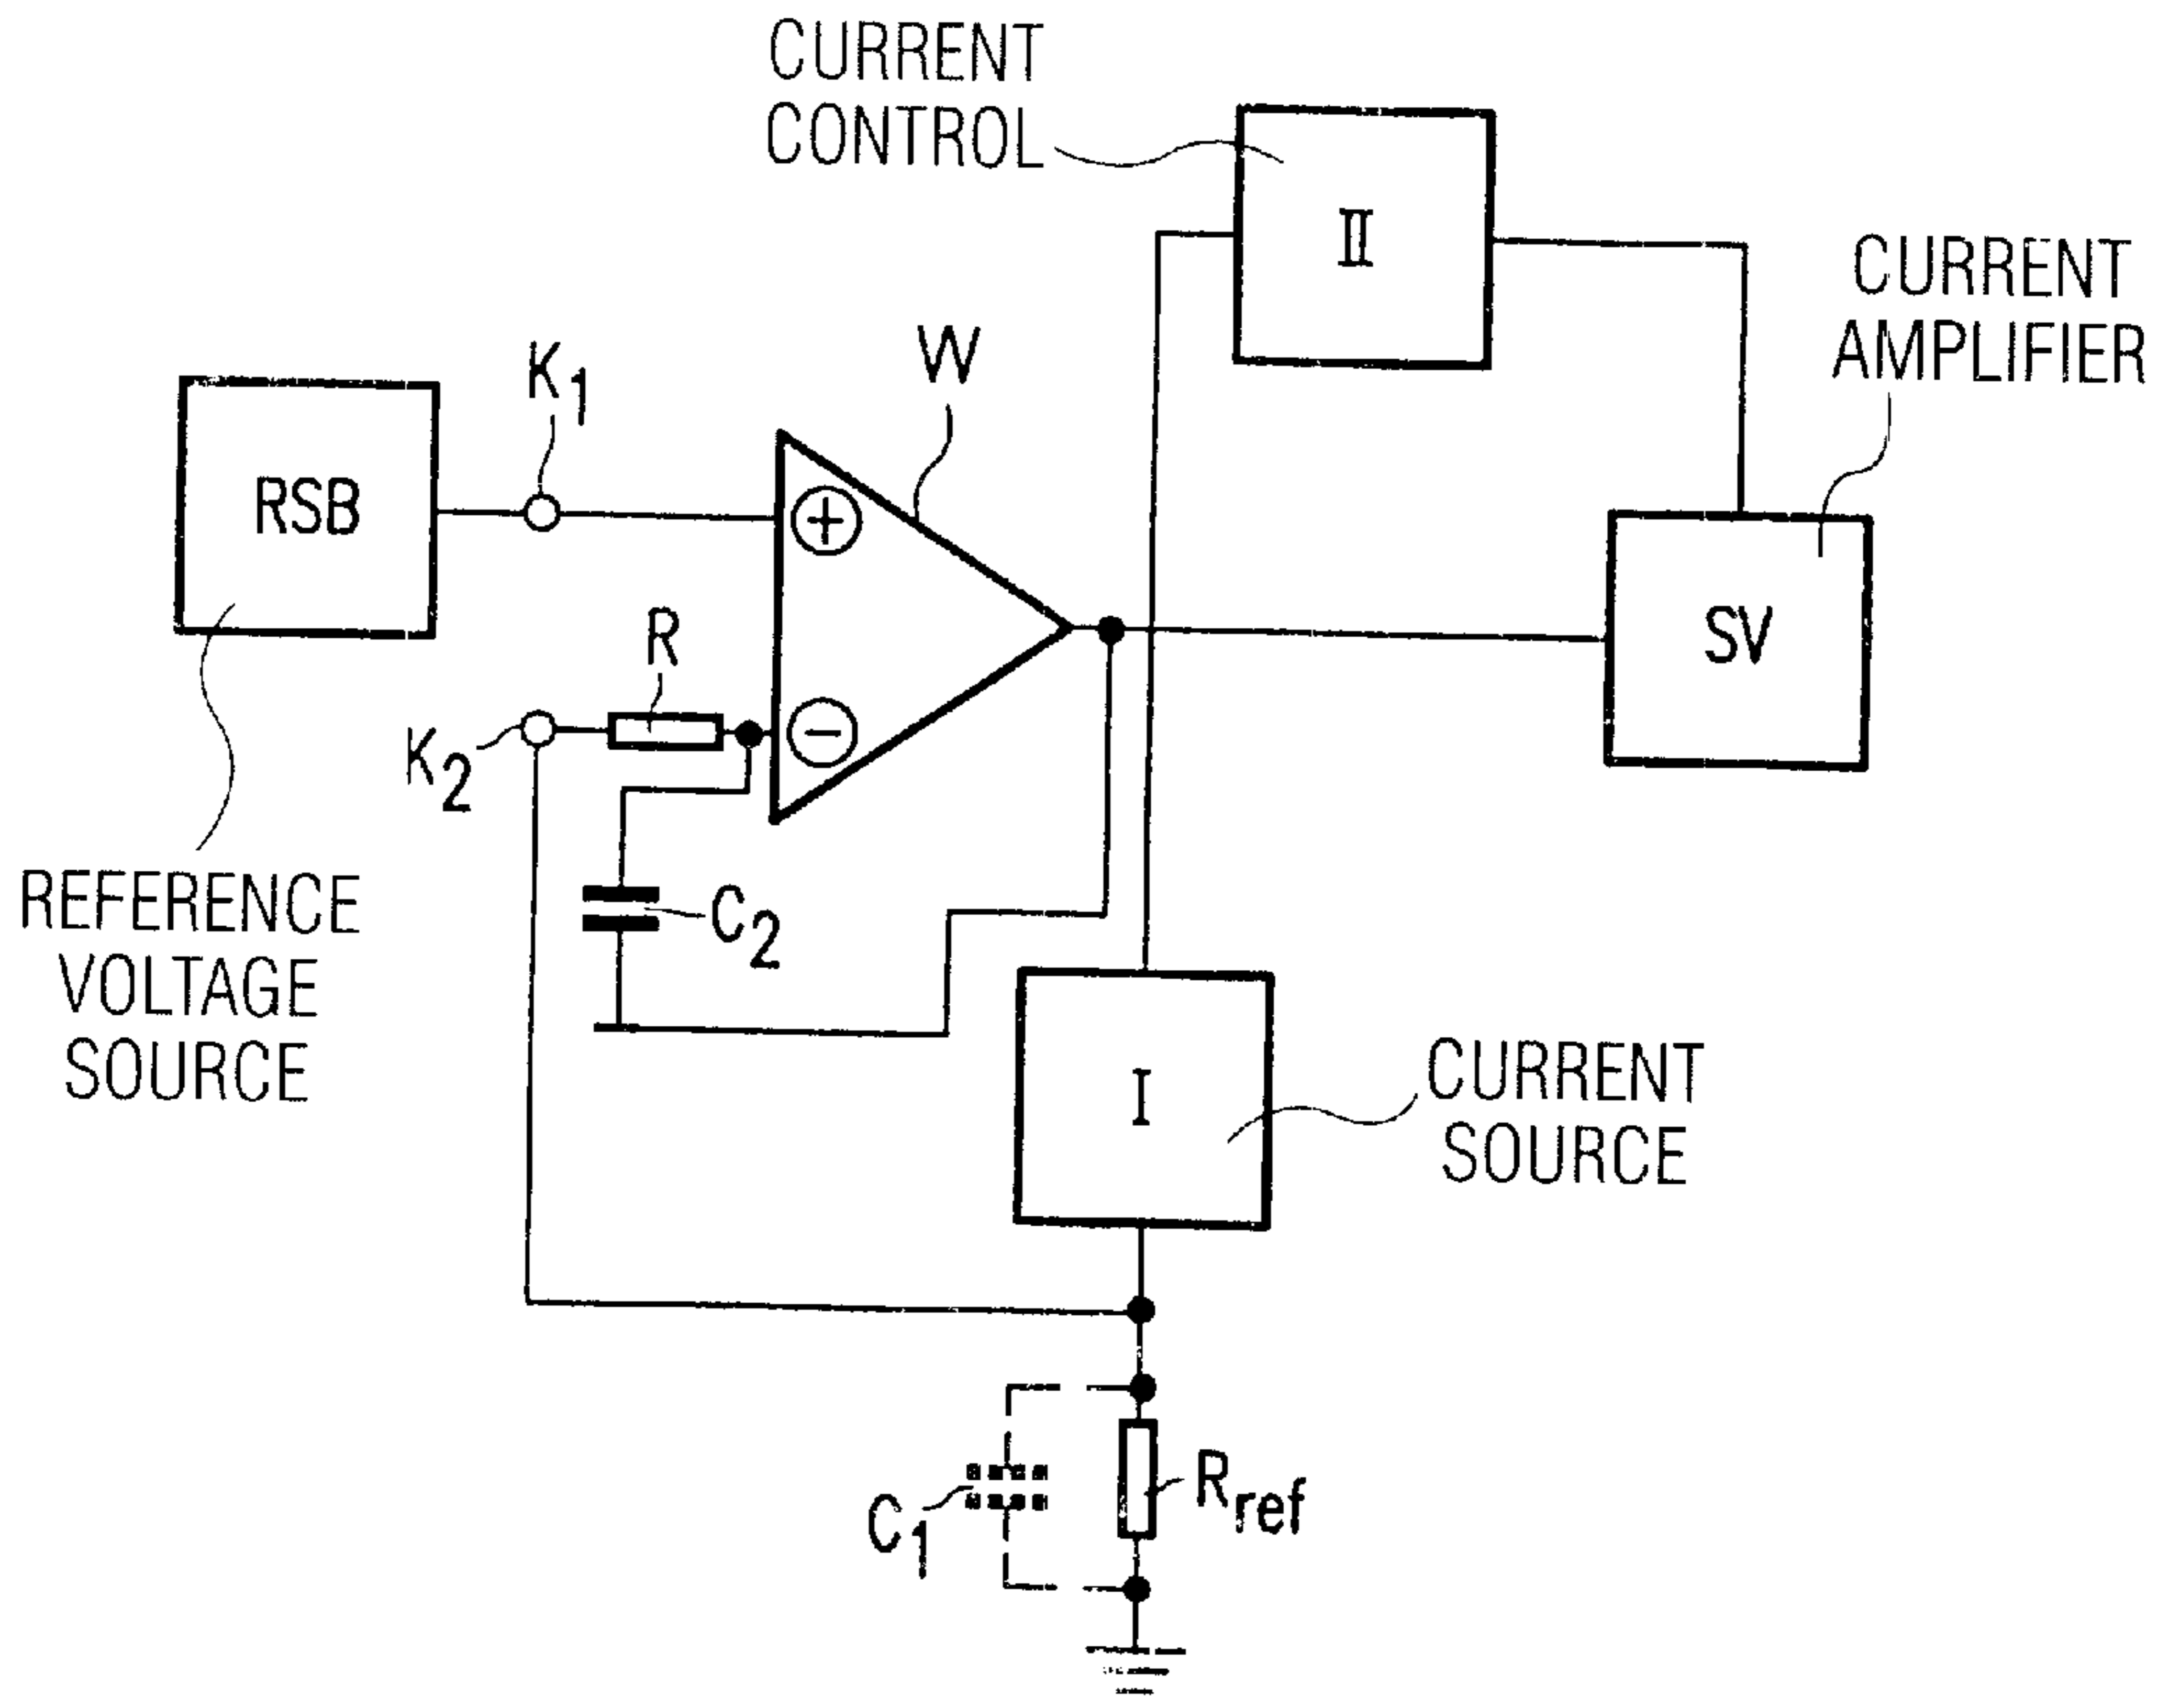 CURRENT
CONTROL
II
CURRENT
AMPLIFIER
W
K1
RSB
+
R
SV
K2
−
C2
REFERENCE
VOLTAGE
SOURCE
I
CURRENT
SOURCE
C1
Rref